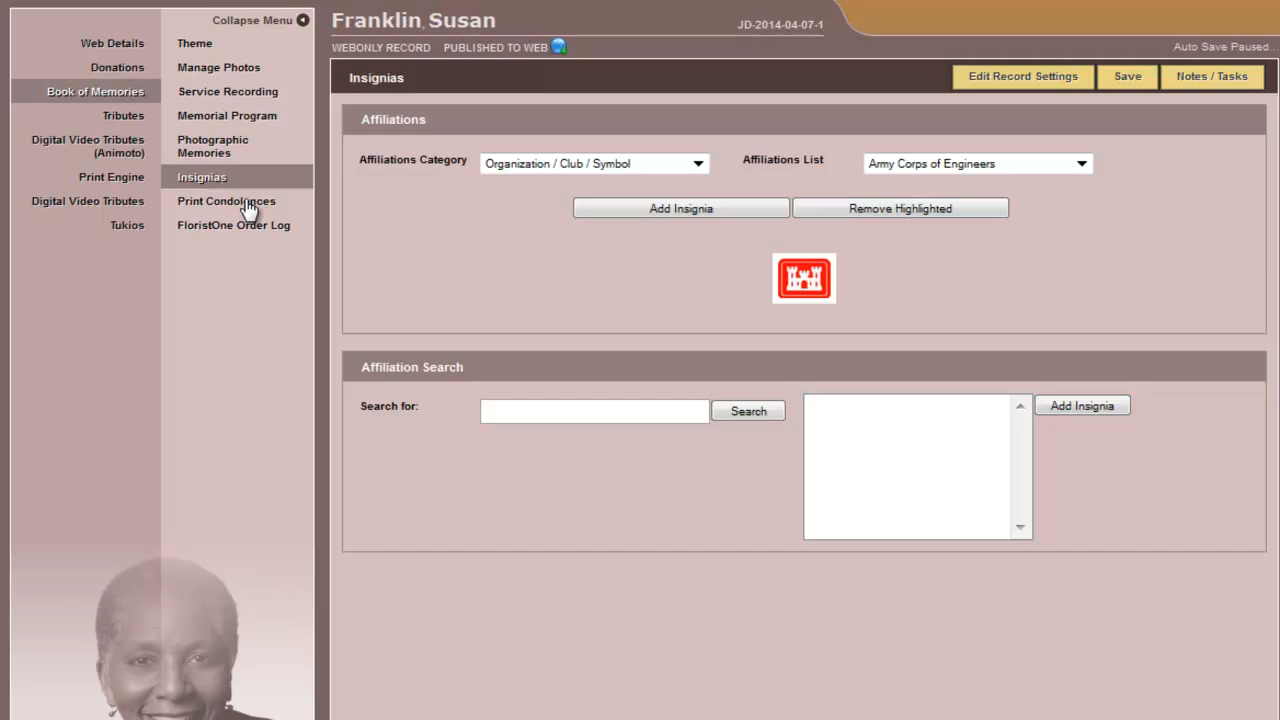 Collapse Menu
Web Details
Donations
Book of Memories
Tributes
Digital Video Tributes
(Animoto)
Print Engine
Digital Video Tributes
Tukios
Theme
Manage Photos
Service Recording
Memorial Program
Photographic
Memories
Insignias
Print Condolences
FloristOne Order Log
Franklin, Susan
JD-2014-04-07-1
WEBONLY RECORD PUBLISHED TO WEB
Auto Save Paused...
Insignias
Edit Record Settings
Save
Notes / Tasks
Affiliations
Affiliations Category
Organization / Club / Symbol
Affiliations List
Army Corps of Engineers
Add Insignia
Remove Highlighted
Affiliation Search
Search for:
Search
Add Insignia